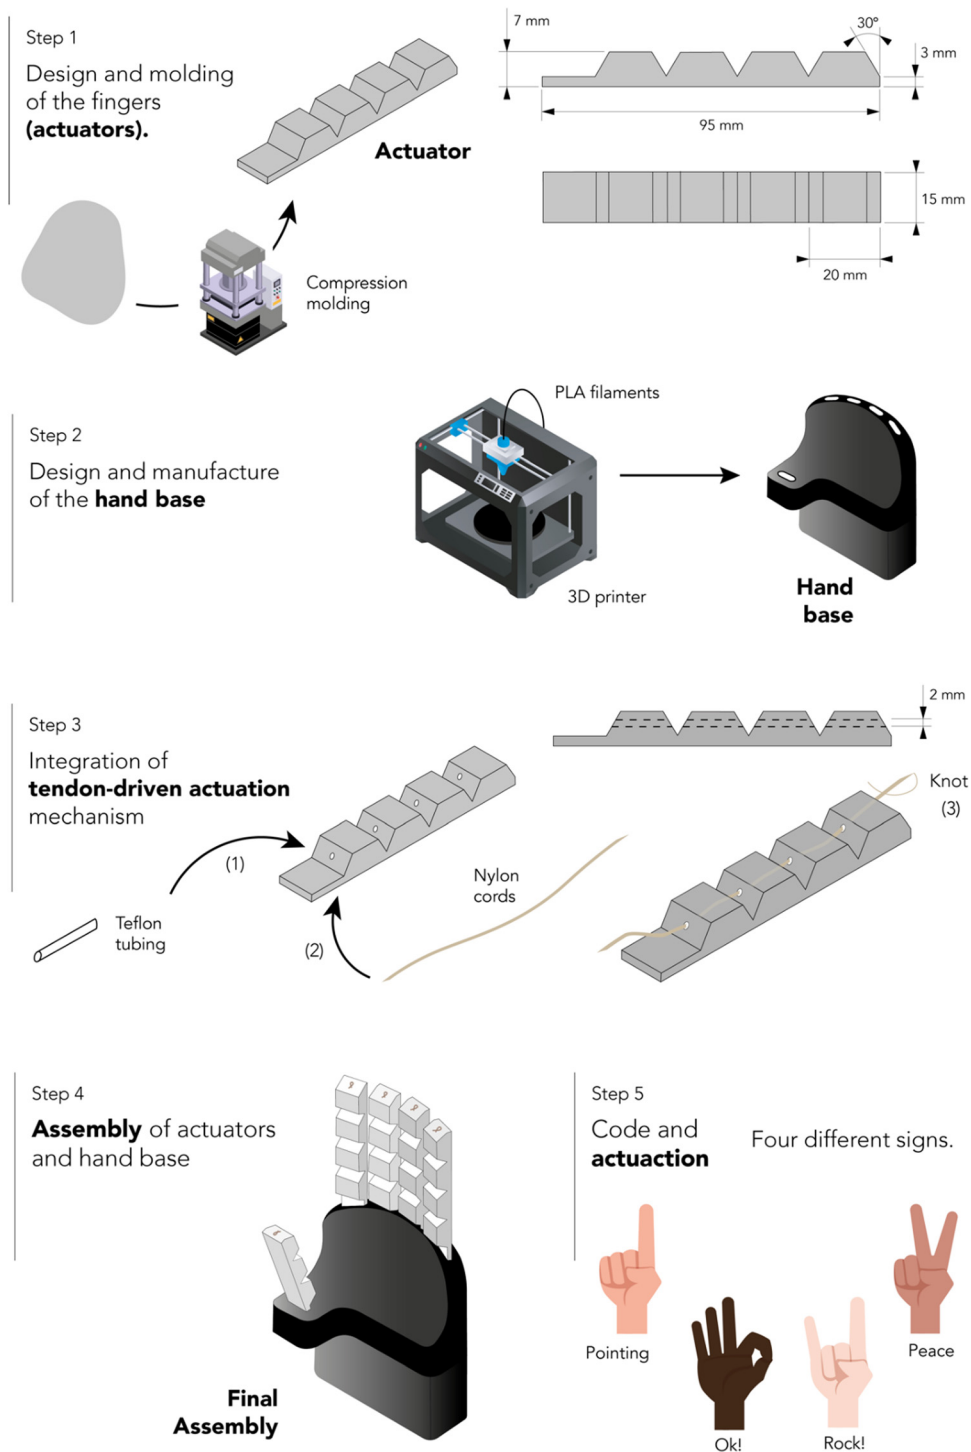 Step 1
Design and molding
of the fingers
(actuators).
Actuator
7 mm
30º
3 mm
95 mm
15 mm
20 mm
Compression
molding
Step 2
Design and manufacture
of the hand base
PLA filaments
3D printer
Hand
base
Step 3
Integration of
tendon-driven actuation
mechanism
(1)
Teflon
tubing
(2)
Nylon
cords
2 mm
Knot
(3)
Step 4
Assembly of actuators
and hand base
Final
Assembly
Step 5
Code and
actuaction
Four different signs.
Pointing
Ok!
Rock!
Peace